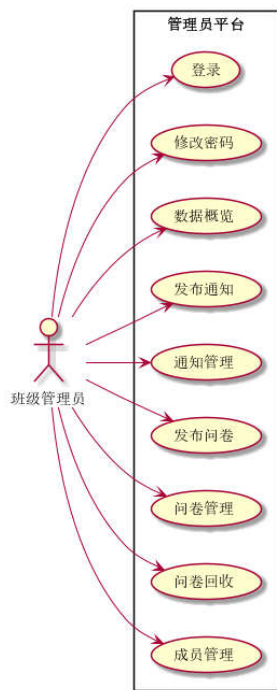 管理员平台
登录
修改密码
数据概览
发布通知
通知管理
班级管理员
发布问卷
问卷管理
问卷回收
成员管理